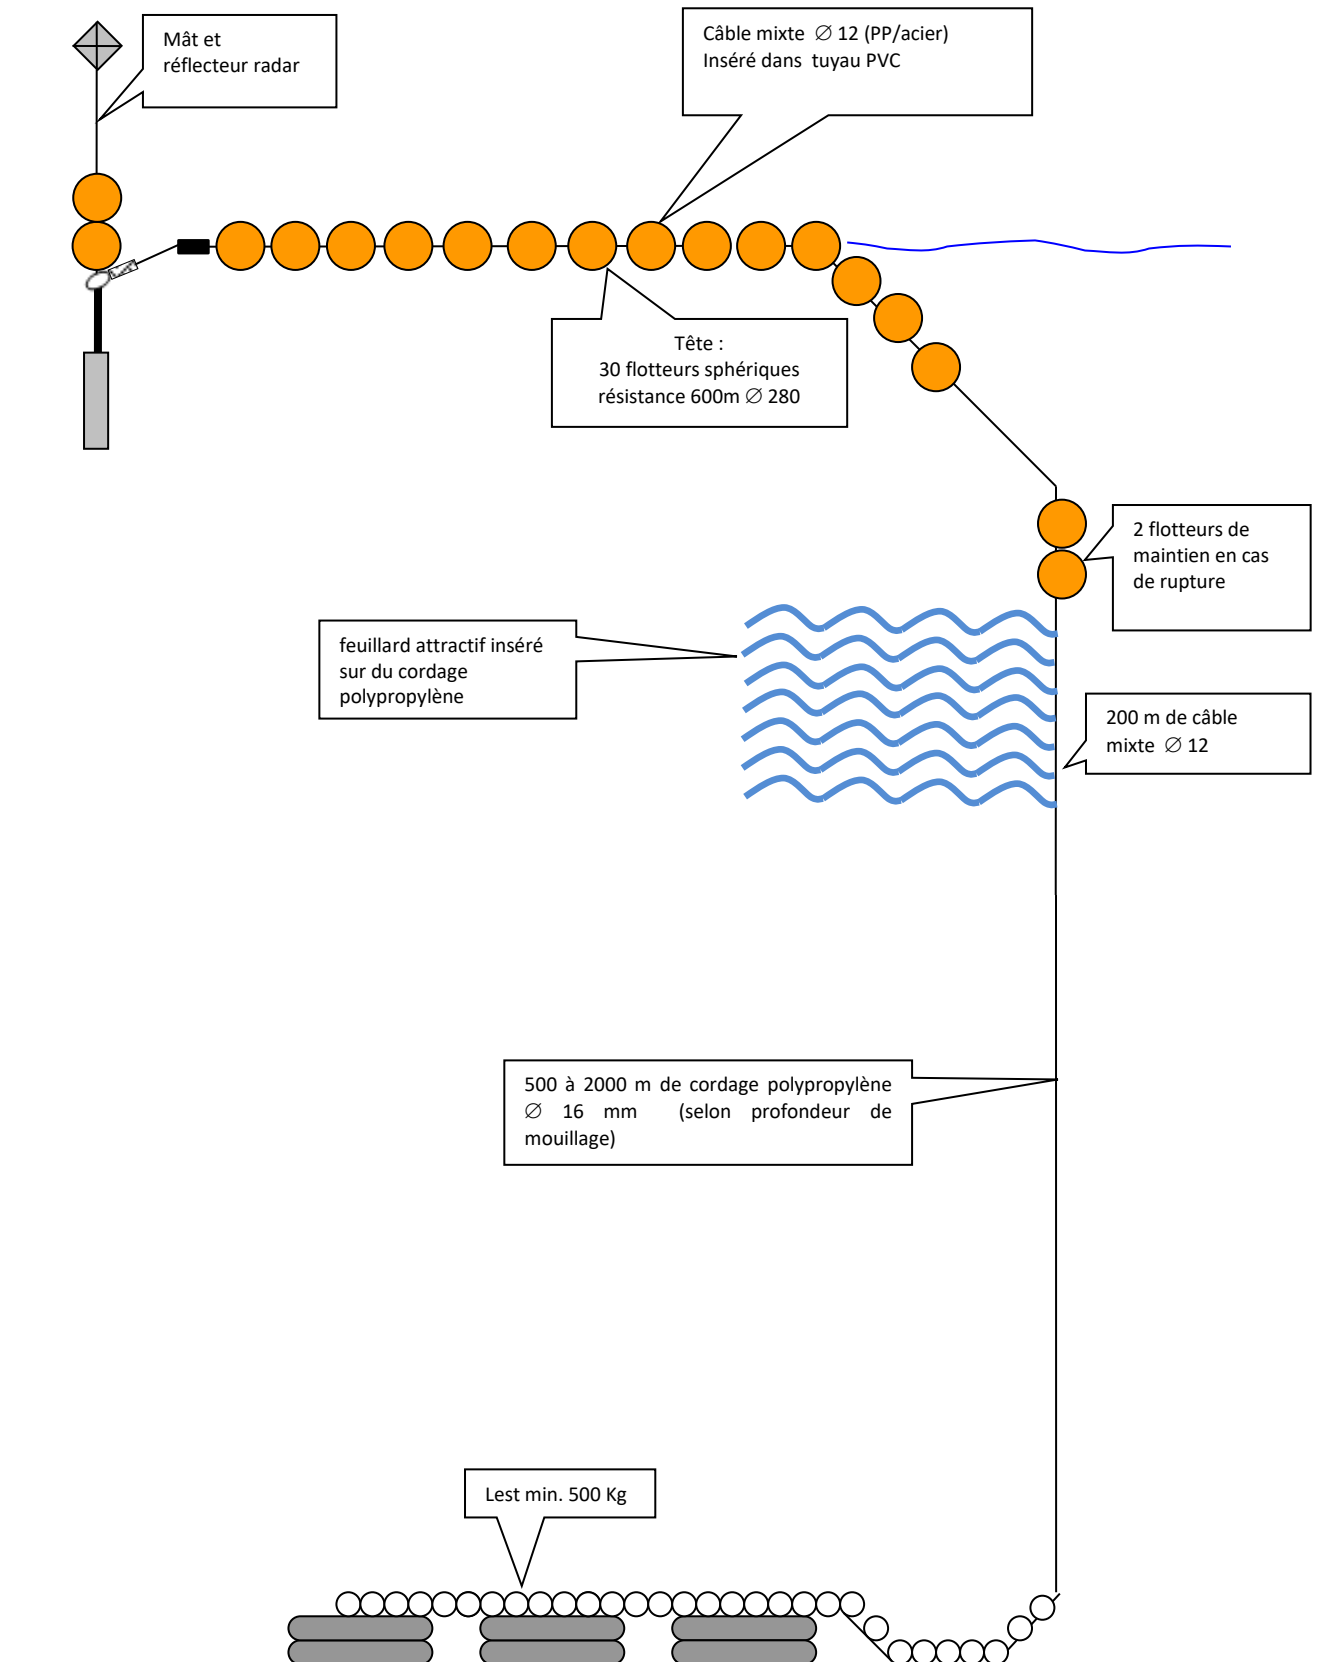 Mât et
réflecteur radar
Câble mixte ∅ 12 (PP/acier)
Inséré dans tuyau PVC
Tête :
30 flotteurs sphériques
résistance 600m ∅ 280
2 flotteurs de
maintien en cas
de rupture
feuillard attractif inséré
sur du cordage
polypropylène
200 m de câble
mixte ∅ 12
500 à 2000 m de cordage polypropylène
∅ 16 mm (selon profondeur de
mouillage)
Lest min. 500 Kg